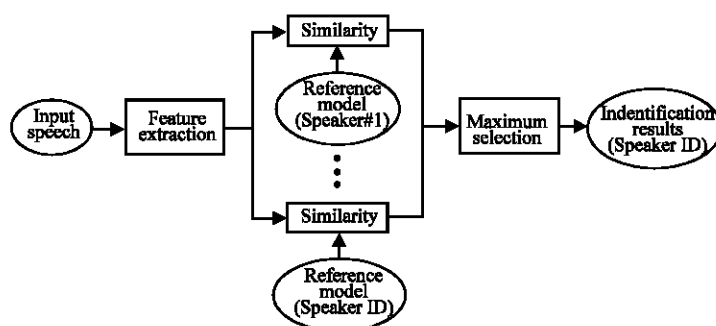 Similarity
Reference
model
(Speaker#1)
Input
speech
Feature
extraction
Maximum
selection
Indentification
results
(Speaker ID)
Similarity
Reference
model
(Speaker ID)